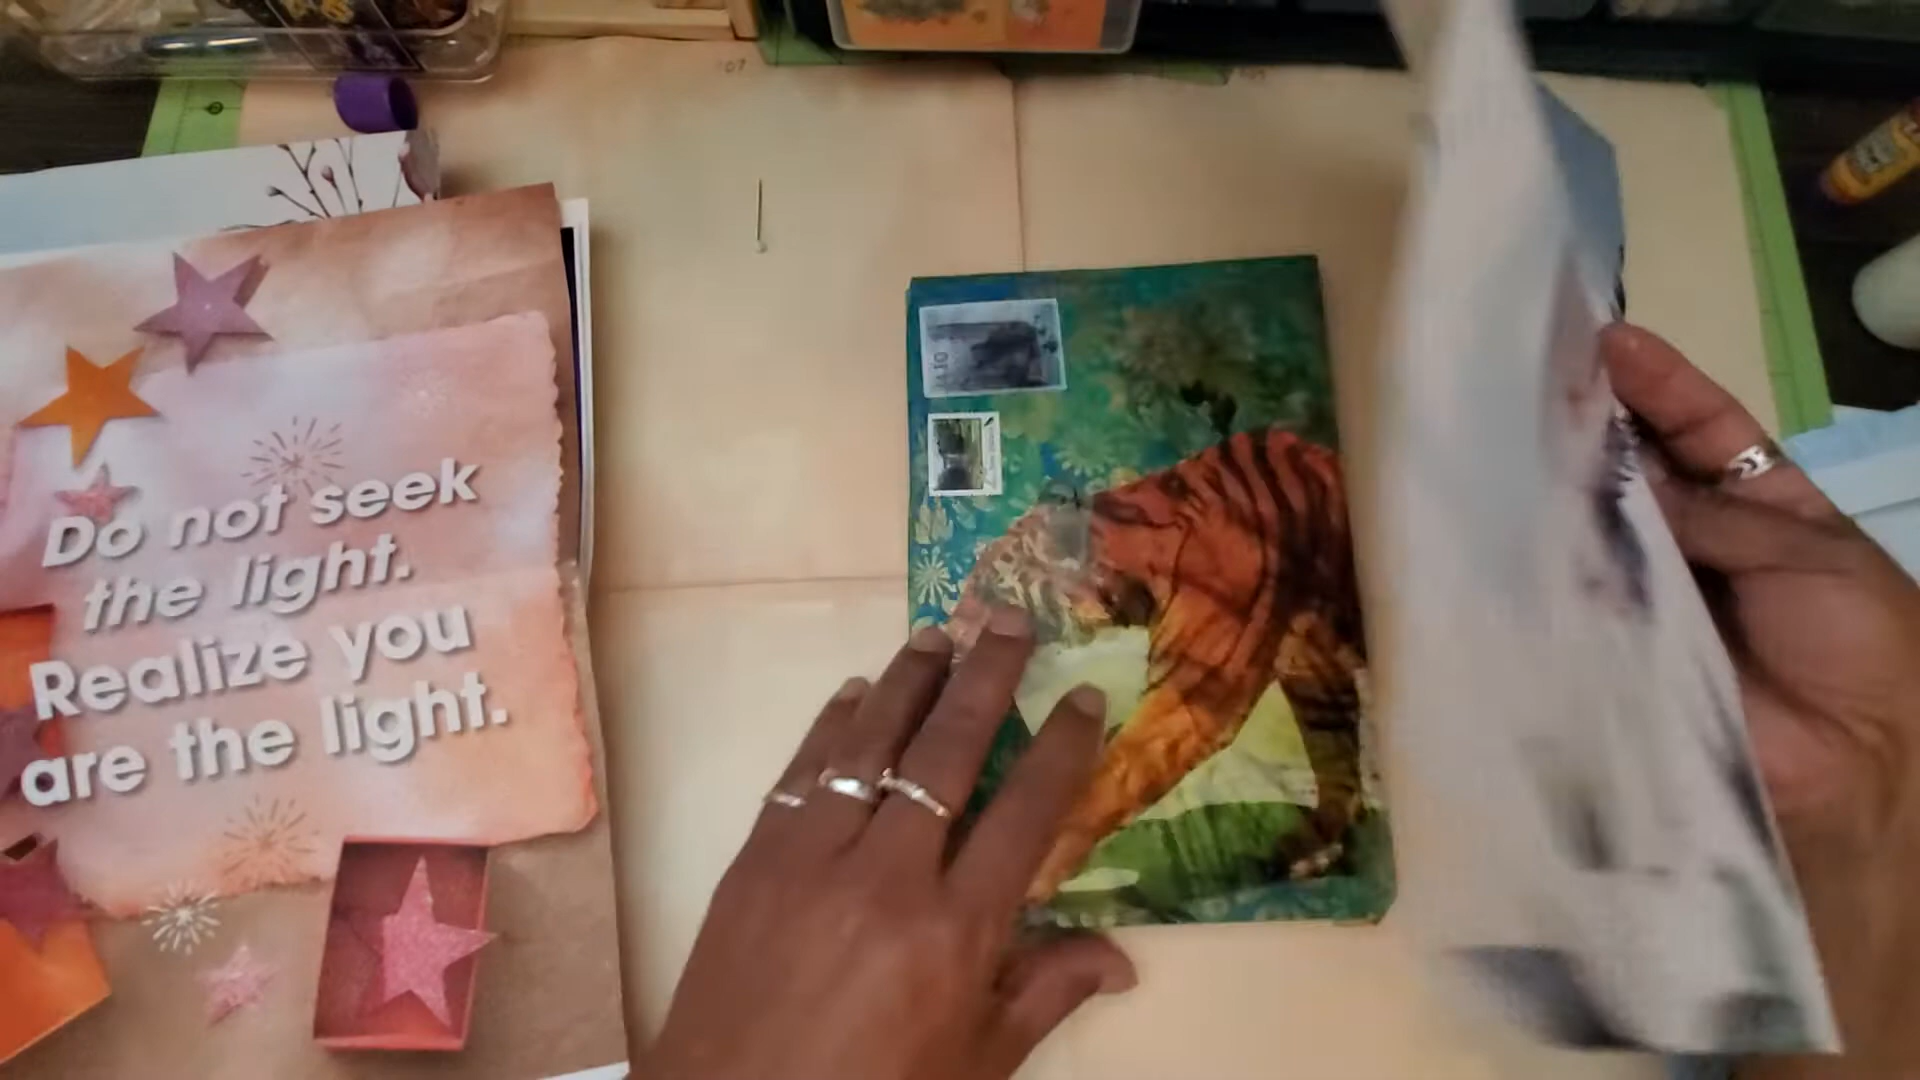 Do not seek
the light.
Realize you
are the light.